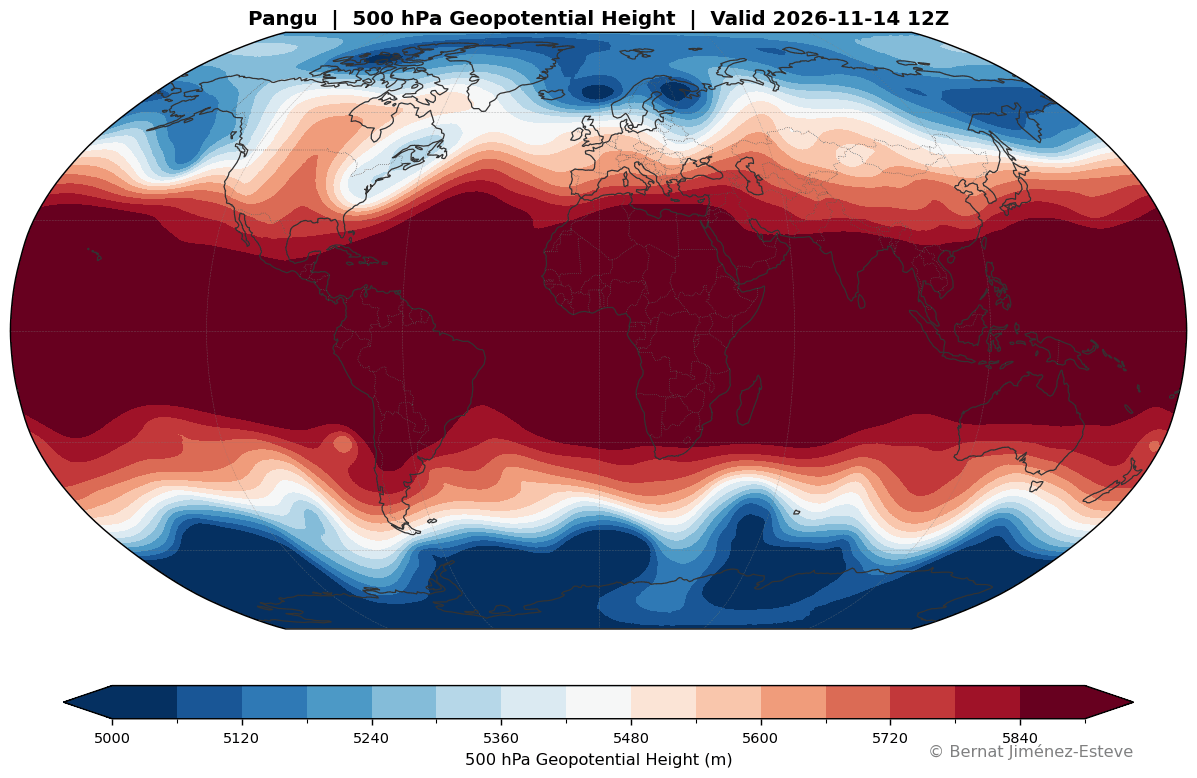 Pangu | 500 hPa Geopotential Height | Valid 2026-11-14 12Z
5000 5120 5240 5360 5480 5600 5720 5840
500 hPa Geopotential Height (m)
© Bernat Jiménez-Esteve